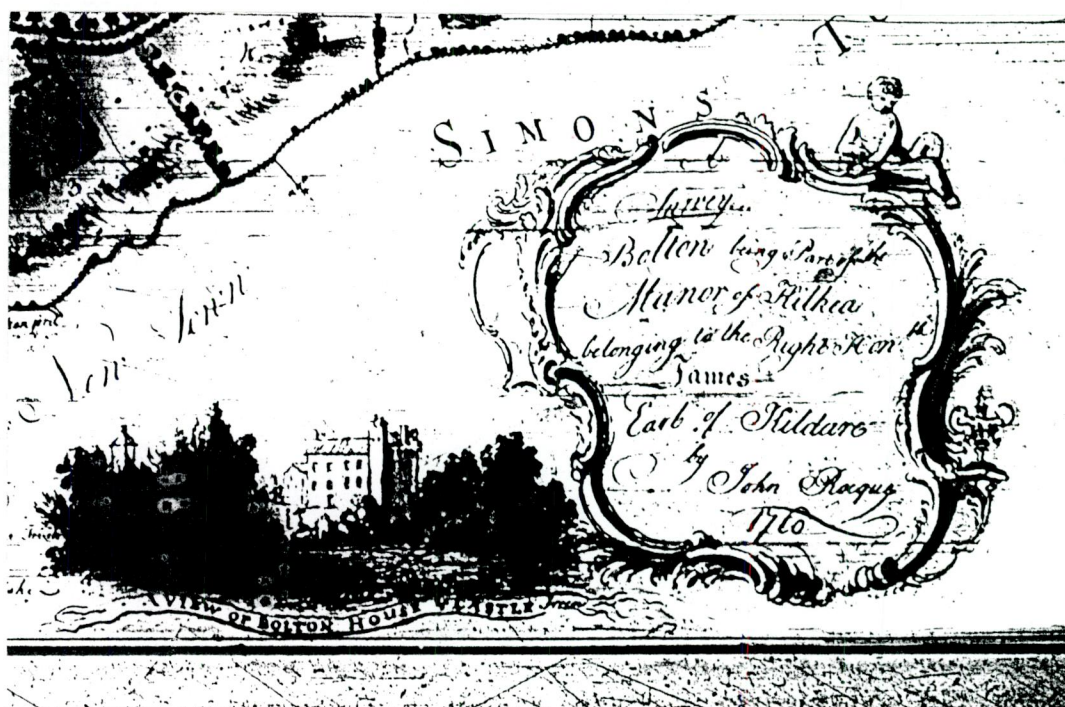 SIMONS
Survey
Bolton being Part of the
Manor of Kilkea
belonging to the Right Hon.th
James
Earl of Kildare
by
John Rocque
1760
A VIEW OF BOLTON HOUSE & CASTLE